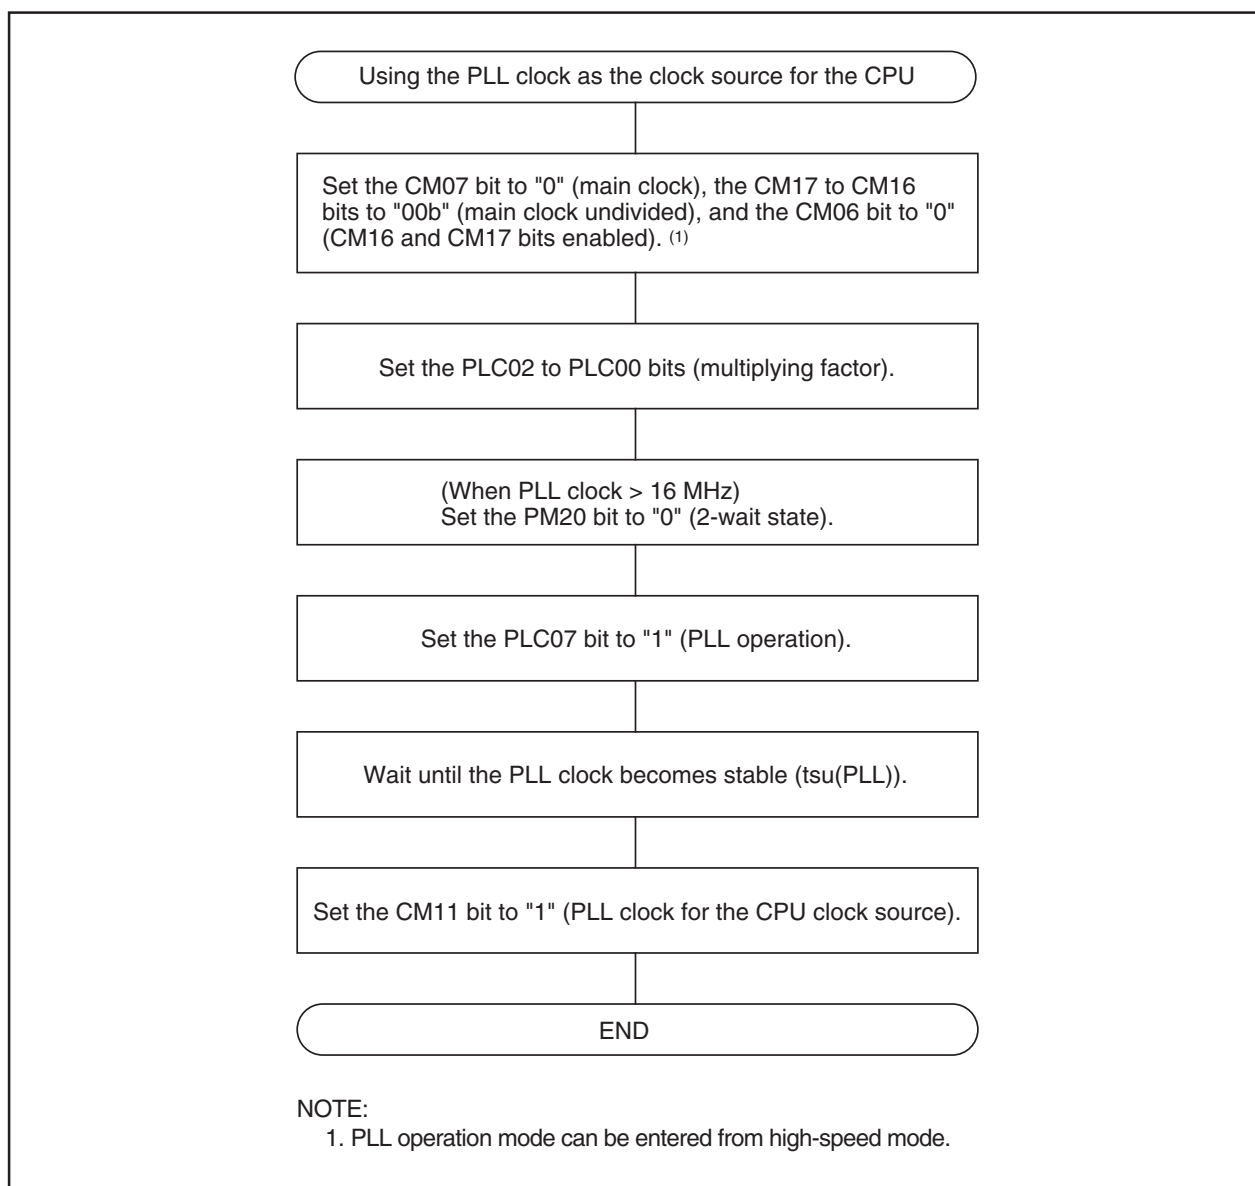 Using the PLL clock as the clock source for the CPU
Set the CM07 bit to "0" (main clock), the CM17 to CM16
bits to "00b" (main clock undivided), and the CM06 bit to "0"
(CM16 and CM17 bits enabled). (1)
Set the PLC02 to PLC00 bits (multiplying factor).
(When PLL clock > 16 MHz)
Set the PM20 bit to "0" (2-wait state).
Set the PLC07 bit to "1" (PLL operation).
Wait until the PLL clock becomes stable (tsu(PLL)).
Set the CM11 bit to "1" (PLL clock for the CPU clock source).
END
NOTE:
1. PLL operation mode can be entered from high-speed mode.